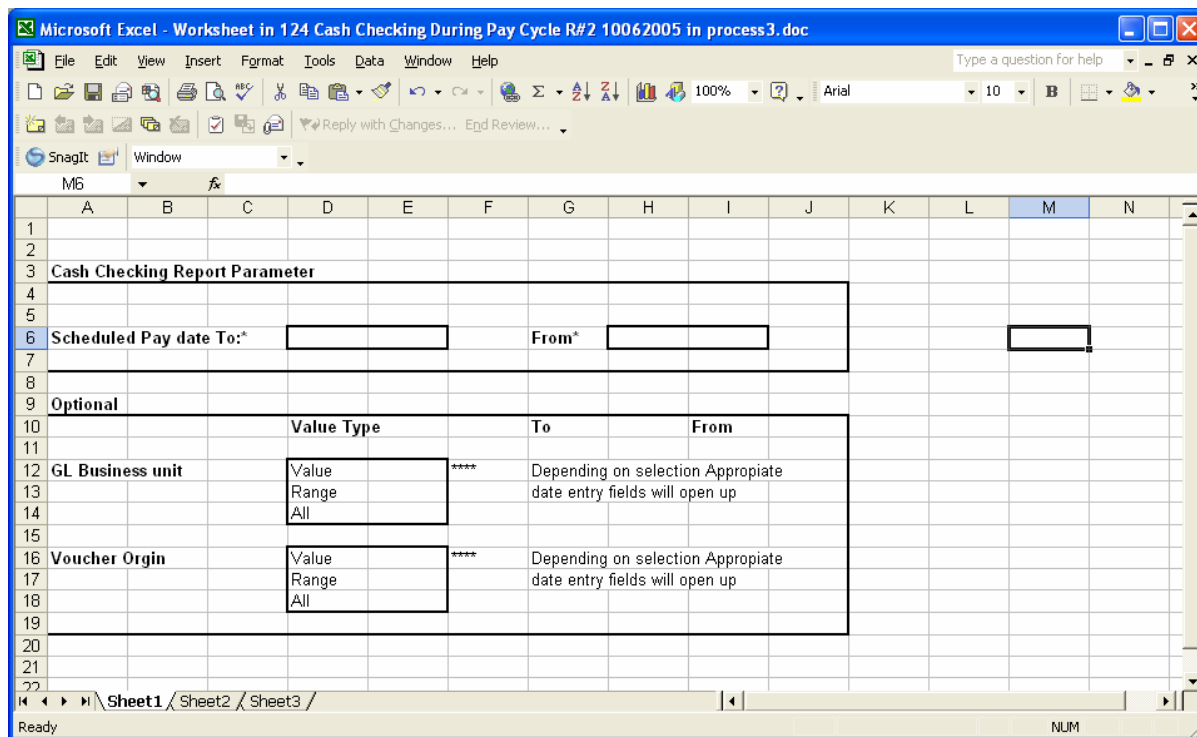 Microsoft Excel - Worksheet in 124 Cash Checking During Pay Cycle R#2 10062005 in process3.doc
File Edit View Insert Format Tools Data Window Help Type a question for help
100% Arial 10 B
Reply with Changes... End Review...
SnagIt Window
M6 fx
A B C D E F G H I J K L M N
1
2
3 Cash Checking Report Parameter
4
5
6 Scheduled Pay date To:* From*
7
8
9 Optional
10 Value Type To From
11
12 GL Business unit Value **** Depending on selection Appropiate
13 Range date entry fields will open up
14 All
15
16 Voucher Orgin Value **** Depending on selection Appropiate
17 Range date entry fields will open up
18 All
19
20
21
22
Sheet1 / Sheet2 / Sheet3 /
Ready NUM